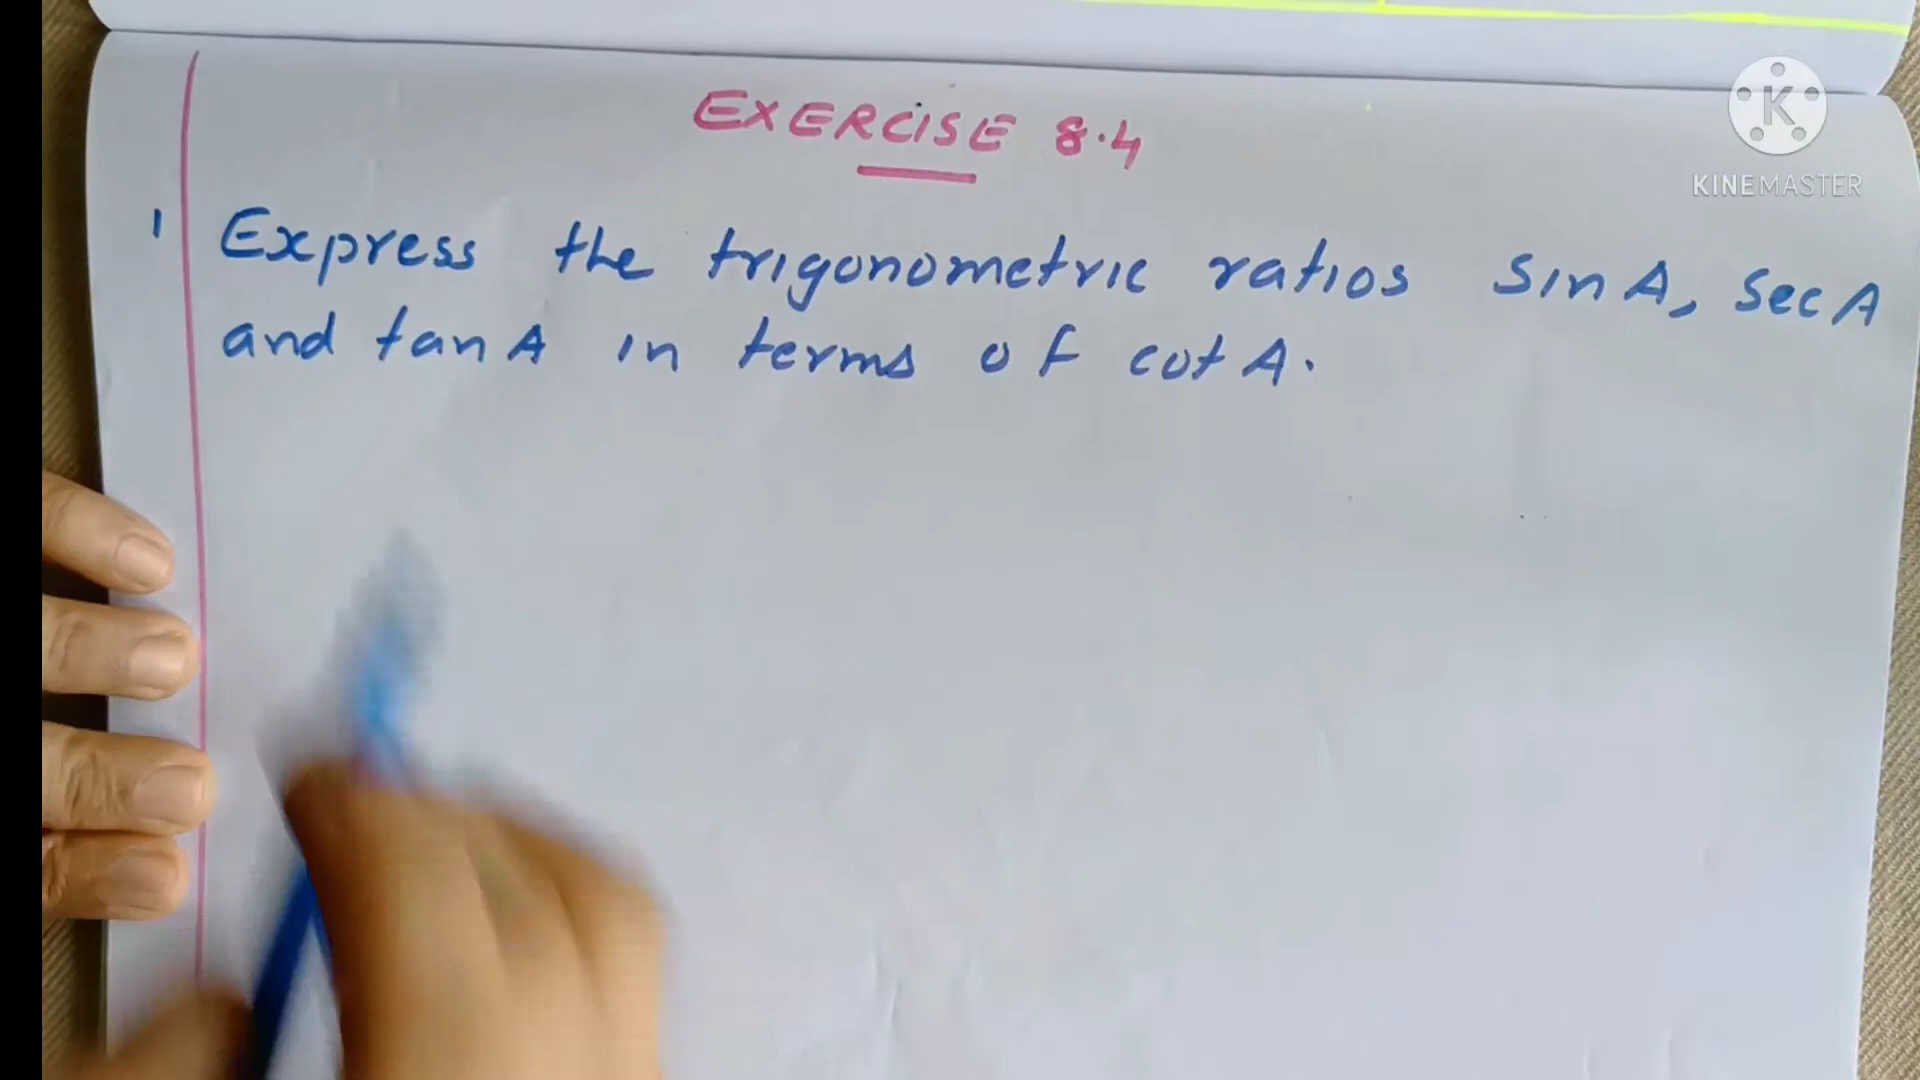 EXERCISE 8.4
1 Express the trigonometric ratios sin A, sec A
and tan A in terms of cot A.
K
KINEMASTER